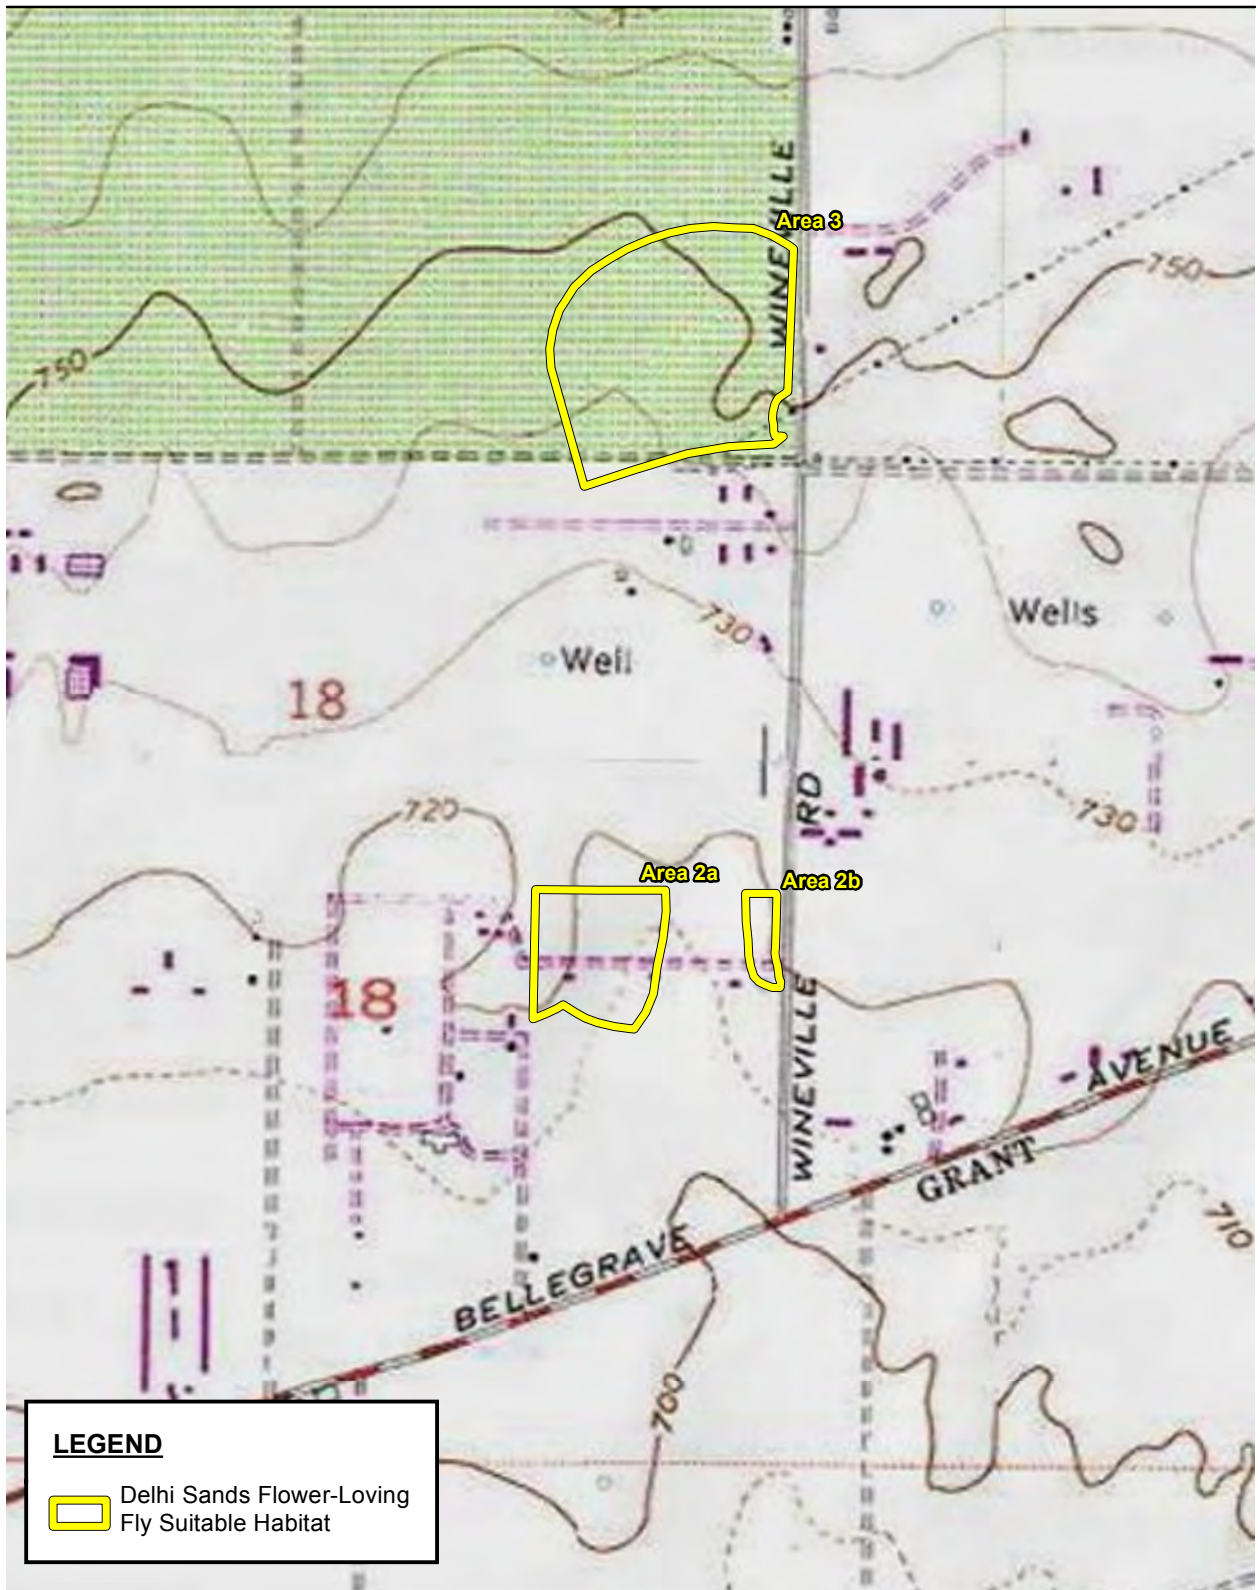 WINEVILLE
Area 3
750
750
Wells
730
Well
18
RD
720
730
Area 2a
Area 2b
18
WINEVILLE
AVENUE
GRANT
710
BELLEGRAVE
700
LEGEND
Delhi Sands Flower-Loving
Fly Suitable Habitat